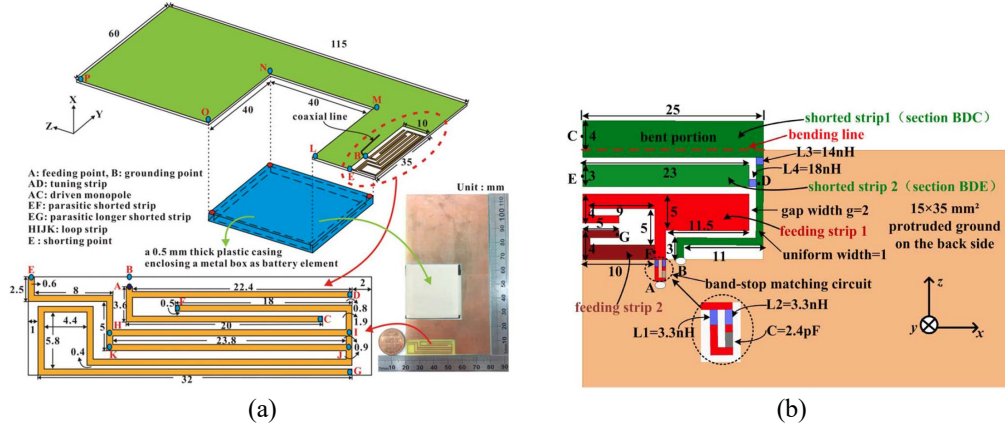 60
115
P
N
X
Y
Z
O
40
40
M
coaxial line
10
L
B
35
E
A: feeding point, B: grounding point
AD: tuning strip
AC: driven monopole
EF: parasitic shorted strip
EG: parasitic longer shorted strip
HIJK: loop strip
E : shorting point
Unit : mm
a 0.5 mm thick plastic casing
enclosing a metal box as battery element
E
B
2.5
0.6
A
22.4
2
8
3.6
F
18
D
0.5
0.8
1
4.4
5
H
20
C
1.9
I
5.8
23.8
K
0.9
J
0.4
32
G
(a)
25
C
4
bent portion
shorted strip1（section BDC）
bending line
L3=14nH
E
3
23
L4=18nH
D
shorted strip 2（section BDE）
4
9
5
gap width g=2
15×35 mm²
protruded ground
on the back side
5
G
5
11.5
feeding strip 1
4
F
3
uniform width=1
10
B
11
A
band-stop matching circuit
feeding strip 2
L2=3.3nH
L1=3.3nH
C=2.4pF
z
y
x
(b)